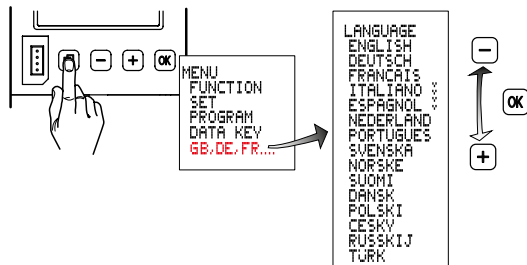 OK
MENU
FUNCTION
SET
PROGRAM
DATA KEY
GB,DE,FR....
LANGUAGE
ENGLISH
DEUTSCH
FRANCAIS
ITALIANO
ESPAGNOL
NEDERLAND
PORTUGUES
SVENSKA
NORSKE
SUOMI
DANSK
POLSKI
CESKY
RUSSKIJ
TURK
−
OK
+